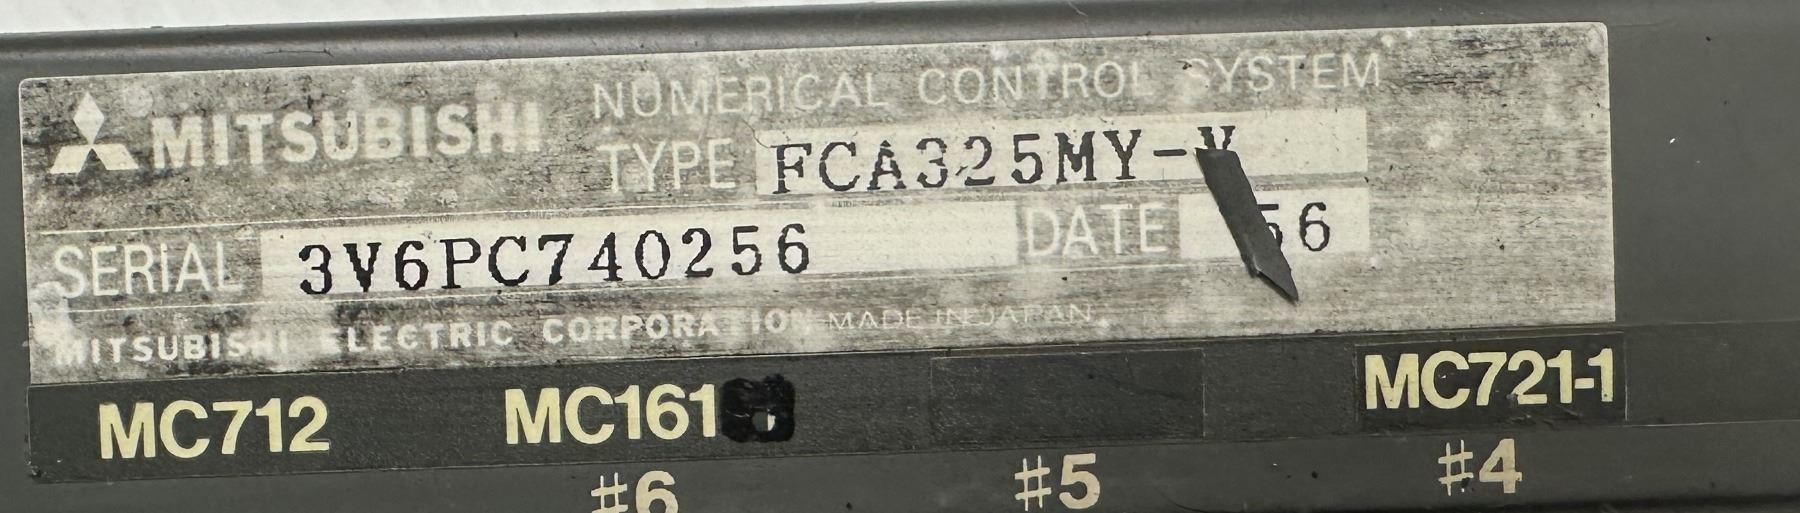 MITSUBISHI NUMERICAL CONTROL SYSTEM
TYPE FCA325MY-V
SERIAL 3V6PC740256 DATE 56
MITSUBISHI ELECTRIC CORPORATION MADE IN JAPAN
MC712 MC161 MC721-1
#6 #5 #4